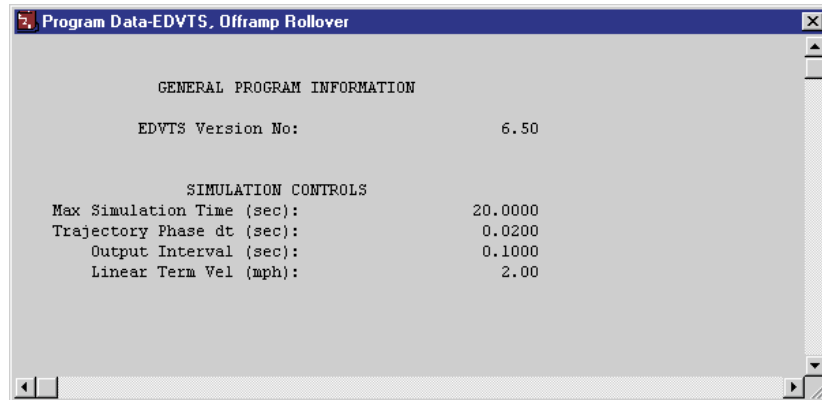 Program Data-EDVTS, Offramp Rollover
GENERAL PROGRAM INFORMATION
EDVTS Version No: 6.50
SIMULATION CONTROLS
Max Simulation Time (sec): 20.0000
Trajectory Phase dt (sec): 0.0200
Output Interval (sec): 0.1000
Linear Term Vel (mph): 2.00